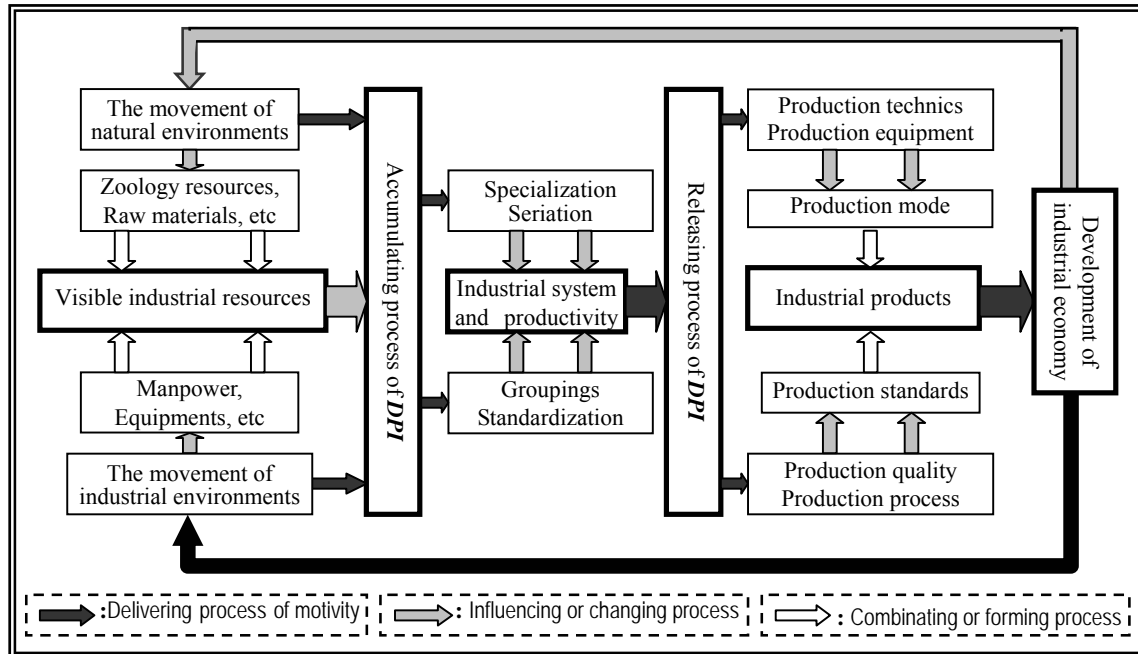 The movement of
natural environments
Zoology resources,
Raw materials, etc
Visible industrial resources
Manpower,
Equipments, etc
The movement of
industrial environments
Accumulating process of DPI
Specialization
Seriation
Industrial system
and productivity
Groupings
Standardization
Releasing process of DPI
Production technics
Production equipment
Production mode
Industrial products
Production standards
Production quality
Production process
Development of
industrial economy
:Delivering process of motivity
: Influencing or changing process
: Combinating or forming process